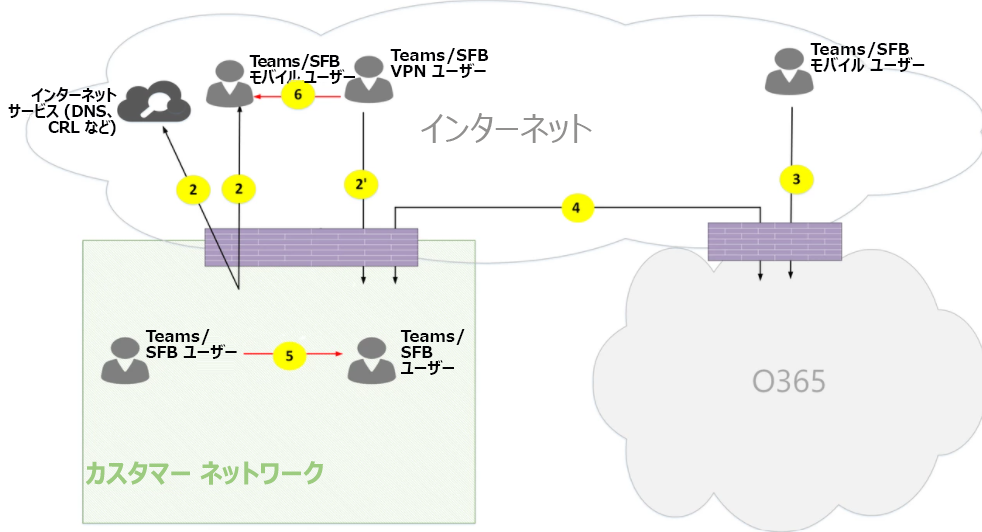 Teams/SFB
モバイル ユーザー
Teams/SFB
VPN ユーザー
Teams/SFB
モバイル ユーザー
インターネット
サービス (DNS、
CRL など)
6
インターネット
2
2
2'
3
4
Teams/
SFB ユーザー
5
Teams/
SFB
ユーザー
O365
カスタマー ネットワーク